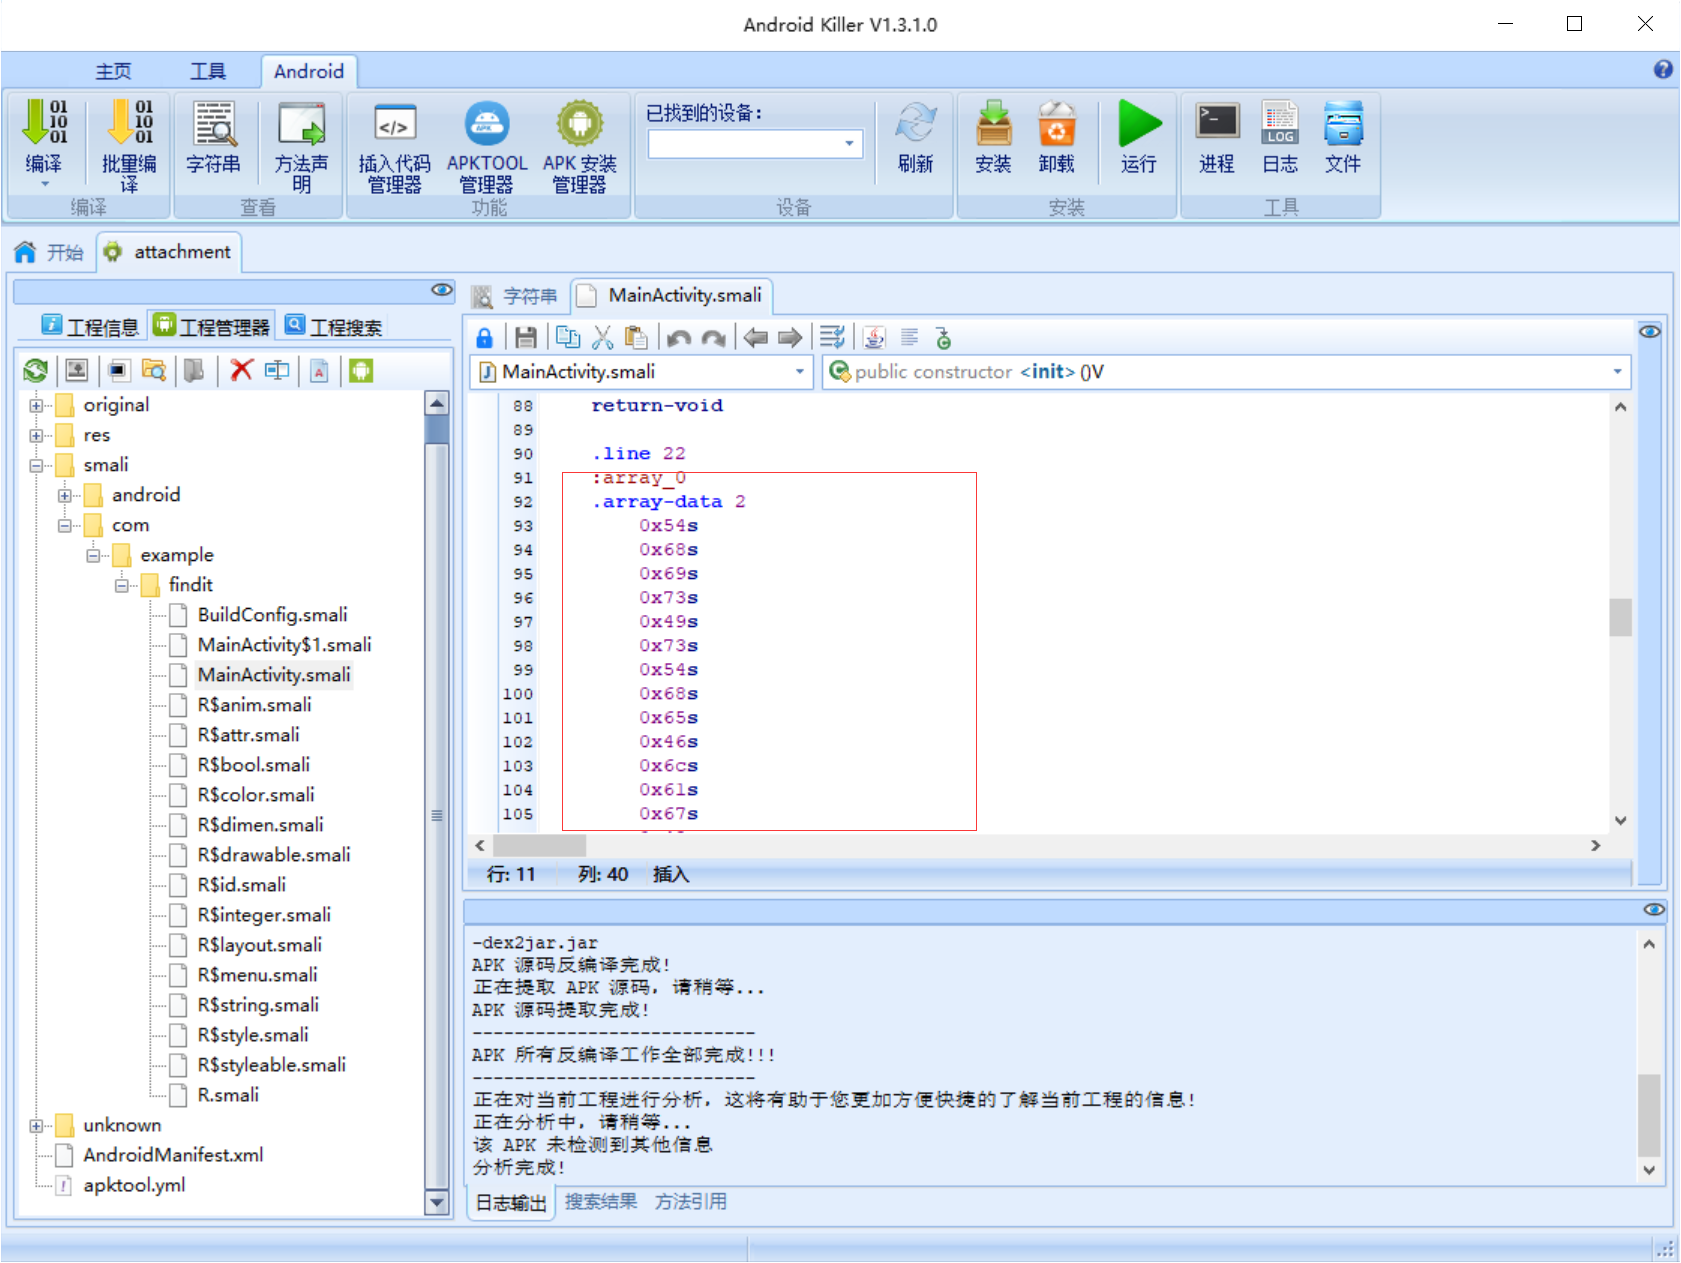 Android Killer V1.3.1.0
主页 工具 Android
编译
批量编译
字符串
方法声明
插入代码管理器
APKTOOL 管理器
APK 安装管理器
已找到的设备:
刷新
安装
卸载
运行
进程
日志
文件
编译 查看 功能 设备 安装 工具
开始 attachment
工程信息 工程管理器 工程搜索
original
res
smali
android
com
example
findit
BuildConfig.smali
MainActivity$1.smali
MainActivity.smali
R$anim.smali
R$attr.smali
R$bool.smali
R$color.smali
R$dimen.smali
R$drawable.smali
R$id.smali
R$integer.smali
R$layout.smali
R$menu.smali
R$string.smali
R$style.smali
R$styleable.smali
R.smali
unknown
AndroidManifest.xml
apktool.yml
字符串 MainActivity.smali
MainActivity.smali public constructor <init> ()V
88 return-void
89
90 .line 22
91 :array_0
92 .array-data 2
93 0x54s
94 0x68s
95 0x69s
96 0x73s
97 0x49s
98 0x73s
99 0x54s
100 0x68s
101 0x65s
102 0x46s
103 0x6cs
104 0x61s
105 0x67s
行: 11 列: 40 插入
-dex2jar.jar
APK 源码反编译完成!
正在提取 APK 源码，请稍等...
APK 源码提取完成!
---------------------------
APK 所有反编译工作全部完成!!!
---------------------------
正在对当前工程进行分析，这将有助于您更加方便快捷的了解当前工程的信息!
正在分析中，请稍等...
该 APK 未检测到其他信息
分析完成!
日志输出 搜索结果 方法引用